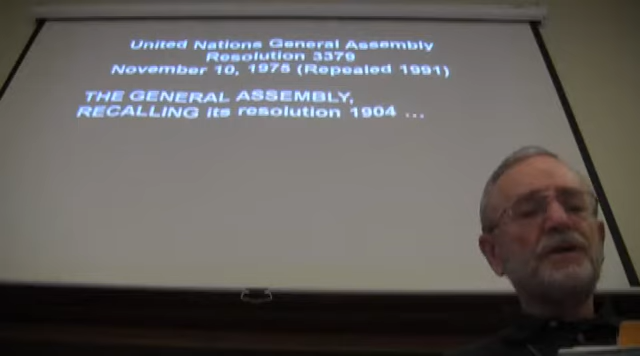 United Nations General Assembly
Resolution 3379
November 10, 1975 (Repealed 1991)
THE GENERAL ASSEMBLY,
RECALLING its resolution 1904 ...